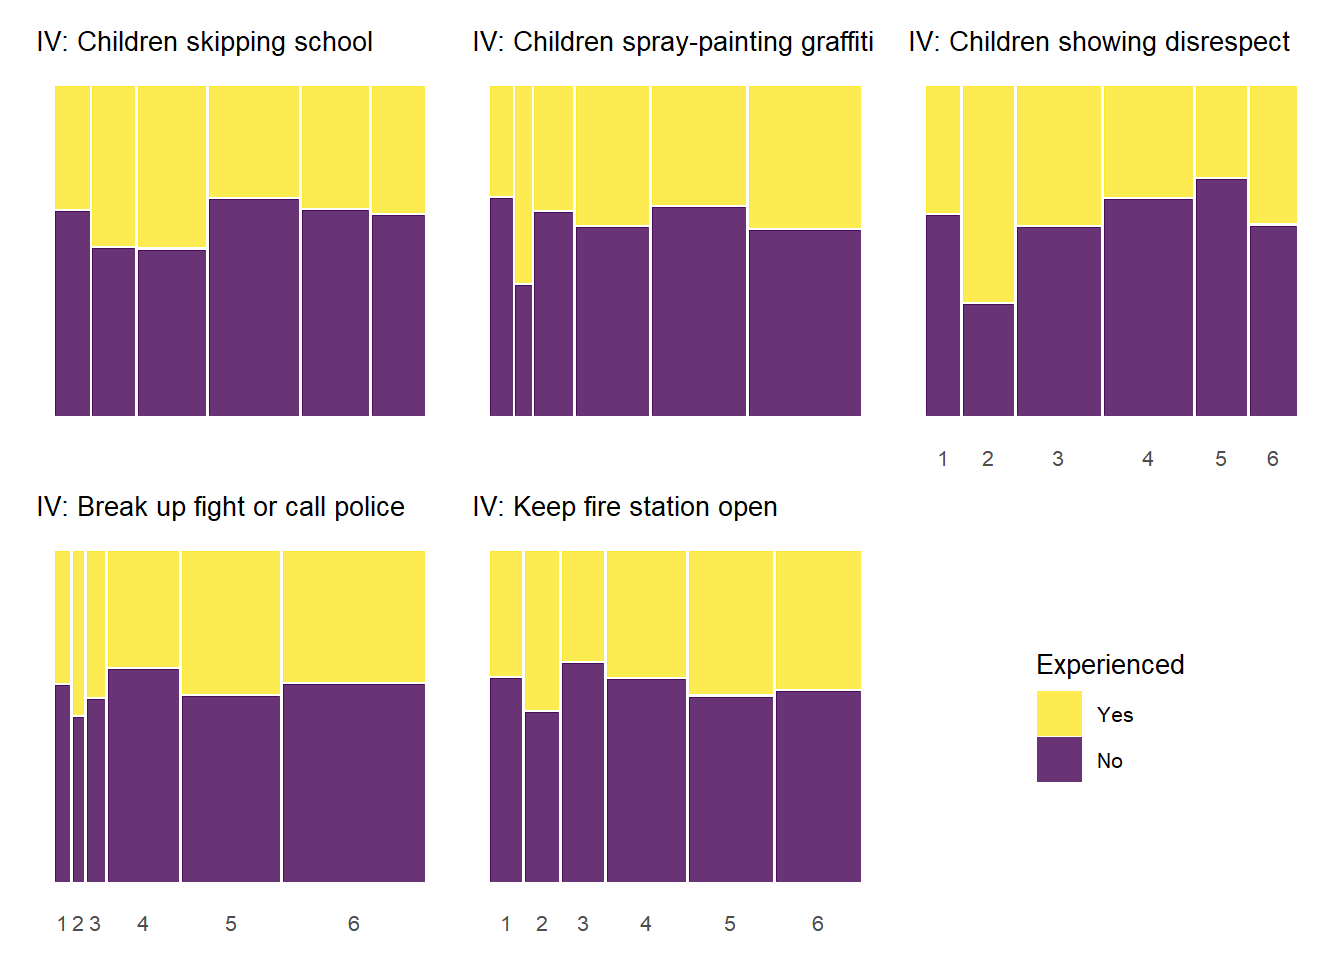 IV: Children skipping school
IV: Children spray-painting graffiti
IV: Children showing disrespect
1 2 3 4 5 6
IV: Break up fight or call police
IV: Keep fire station open
Experienced
Yes
No
1 2 3 4 5 6
1 2 3 4 5 6